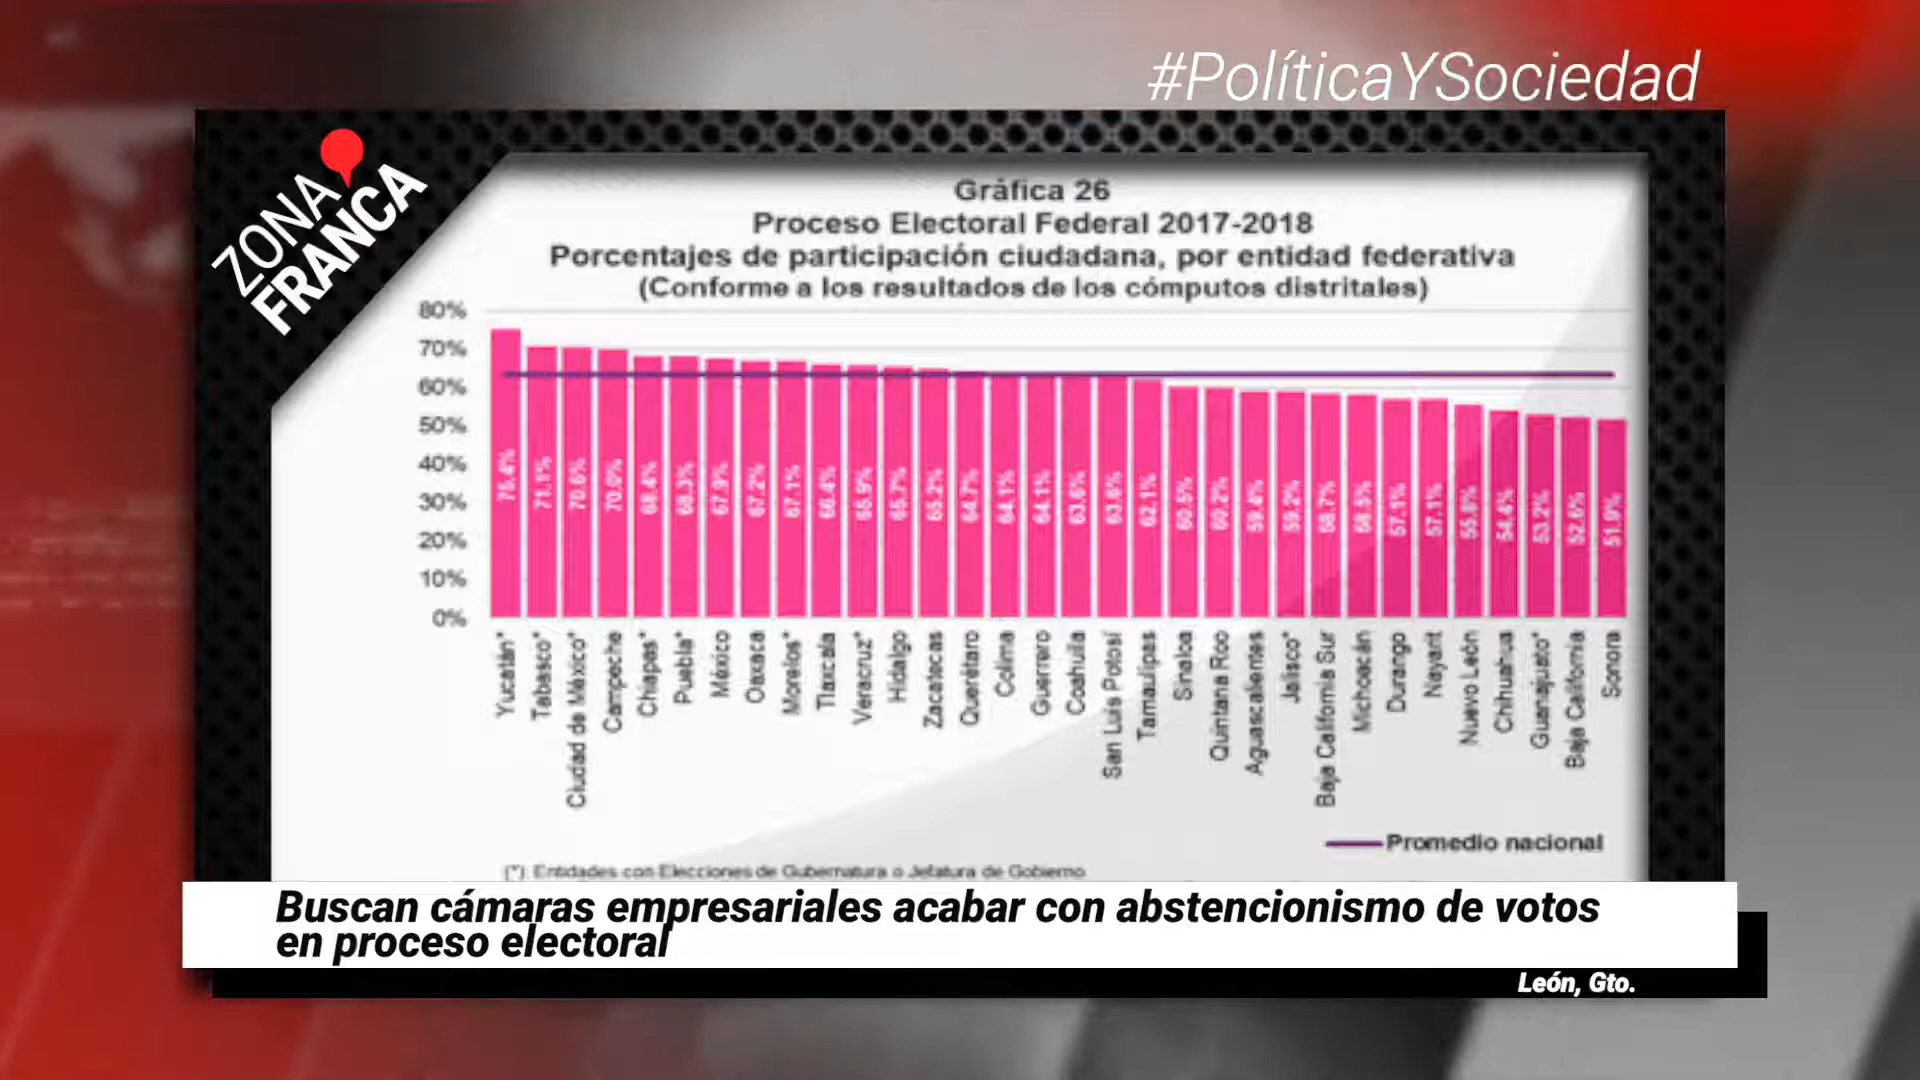 #PolíticaYSociedad
ZONA
FRANCA
Gráfica 26
Proceso Electoral Federal 2017-2018
Porcentajes de participación ciudadana, por entidad federativa
(Conforme a los resultados de los cómputos distritales)
80%
70%
60%
50%
40%
30%
20%
10%
0%
75.4% 71.1% 70.6% 70.0% 68.4% 68.3% 67.9% 67.2% 67.1% 66.4% 65.9% 65.7% 65.2% 64.7% 64.1% 64.1% 63.6% 63.6% 62.1% 60.5% 60.2% 59.4% 59.2% 58.7% 58.5% 57.1% 57.1% 55.8% 54.4% 53.2% 52.6% 51.9%
Yucatán* Tabasco* Ciudad de México* Campeche Chiapas* Puebla* México Oaxaca Morelos* Tlaxcala Veracruz* Hidalgo Zacatecas Querétaro Colima Guerrero Coahuila San Luis Potosí Tamaulipas Sinaloa Quintana Roo Aguascalientes Jalisco* Baja California Sur Michoacán Durango Nayarit Nuevo León Chihuahua Guanajuato* Baja California Sonora
Promedio nacional
(*) Entidades con Elecciones de Gubernatura o Jefatura de Gobierno
Buscan cámaras empresariales acabar con abstencionismo de votos
en proceso electoral
León, Gto.